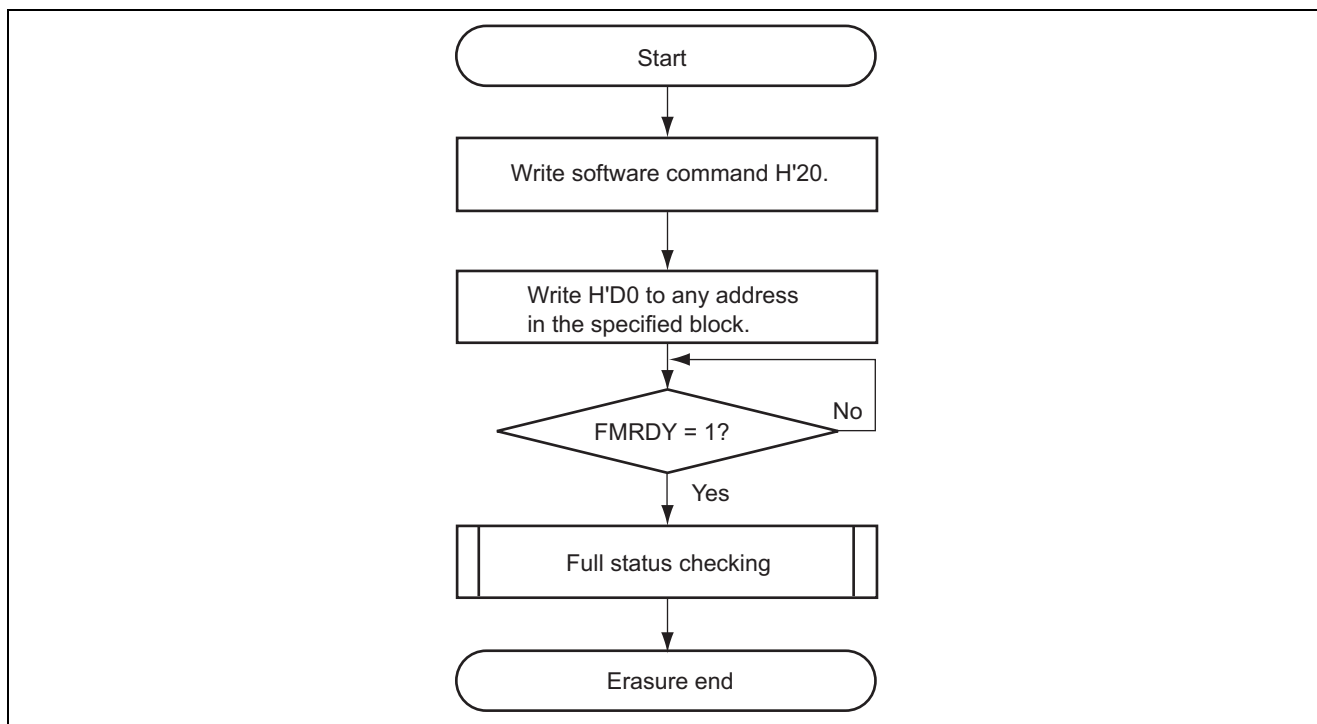 Start
Write software command H'20.
Write H'D0 to any address
in the specified block.
No
FMRDY = 1?
Yes
Full status checking
Erasure end